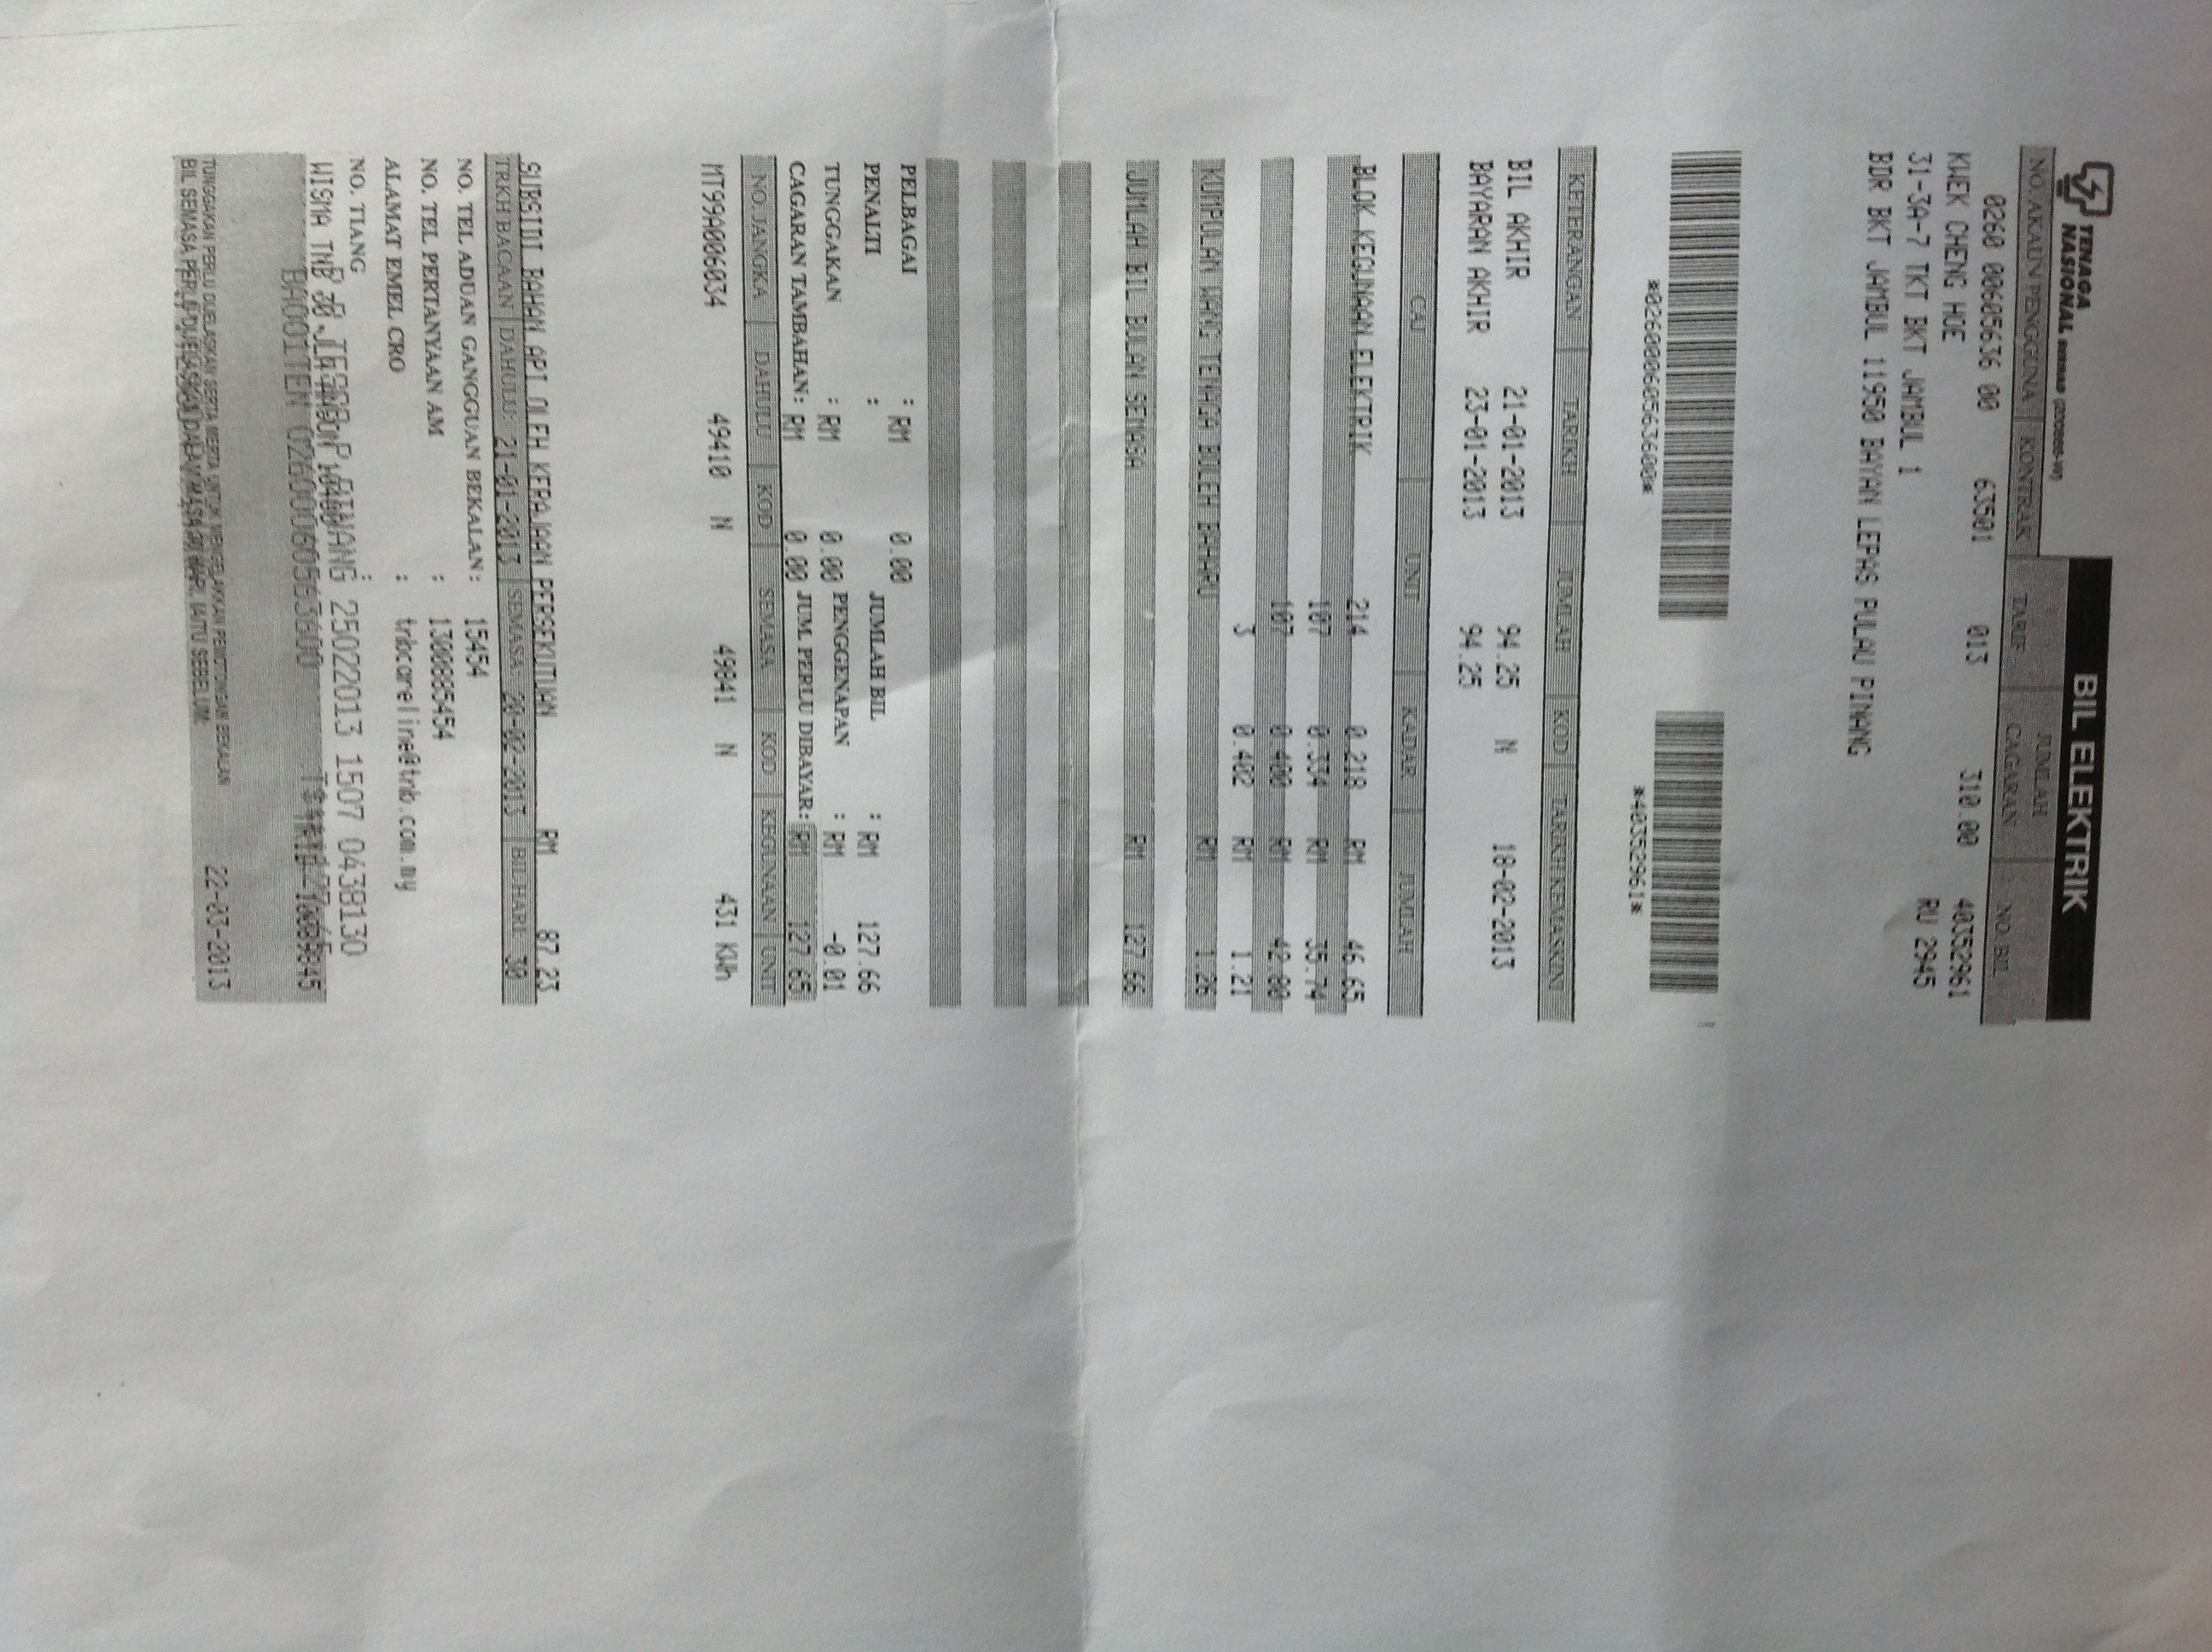 TENAGA
NASIONAL BERHAD (200866-W)
BIL ELEKTRIK
NO. AKAUN PENGGUNA KONTRAK TARIF JUMLAH CAGARAN NO. BIL
0260 00605636 00 63501 013 310.00 40352961
KWEK CHENG HOE RU 2945
31-3A-7 TKT BKT JAMBUL 1
BDR BKT JAMBUL 11950 BAYAN LEPAS PULAU PINANG
*02600060563600* *40352961*
KETERANGAN TARIKH JUMLAH KOD TARIKH KEMASKINI
BIL AKHIR 21-01-2013 94.25 N 18-02-2013
BAYARAN AKHIR 23-01-2013 94.25
CAJ UNIT KADAR JUMLAH
BLOK KEGUNAAN ELEKTRIK 214 0.218 RM 46.65
107 0.334 RM 35.74
107 0.400 RM 42.80
3 0.402 RM 1.21
KUMPULAN WANG TENAGA BOLEH BAHARU RM 1.26
JUMLAH BIL BULAN SEMASA RM 127.66
PELBAGAI : RM 0.00 JUMLAH BIL : RM 127.66
PENALTI :
TUNGGAKAN : RM 0.00 PENGGENAPAN : RM -0.01
CAGARAN TAMBAHAN: RM 0.00 JUM PERLU DIBAYAR: RM 127.65
NO. JANGKA DAHULU KOD SEMASA KOD KEGUNAAN UNIT
MT99A006034 49410 N 49841 N 431 KWh
SUBSIDI BAHAN API OLEH KERAJAAN PERSEKUTUAN RM 87.23
TRKH BACAAN DAHULU: 21-01-2013 SEMASA: 20-02-2013 BIL HARI: 30
NO. TEL ADUAN GANGGUAN BEKALAN: 15454
NO. TEL PERTANYAAN AM : 1300885454
ALAMAT EMEL CRO : tnbcareline@tnb.com.my
NO. TIANG :
PINANG 25022013 1507 0438130
WISMA TNB 30
02600060563600
TUNGGAKAN PERLU DIJELASKAN SERTA MERTA UNTUK MENGELAKKAN PEMOTONGAN BEKALAN
BIL SEMASA PERLU DIJELASKAN DALAM MASA HARI, IAITU SEBELUM: 22-03-2013